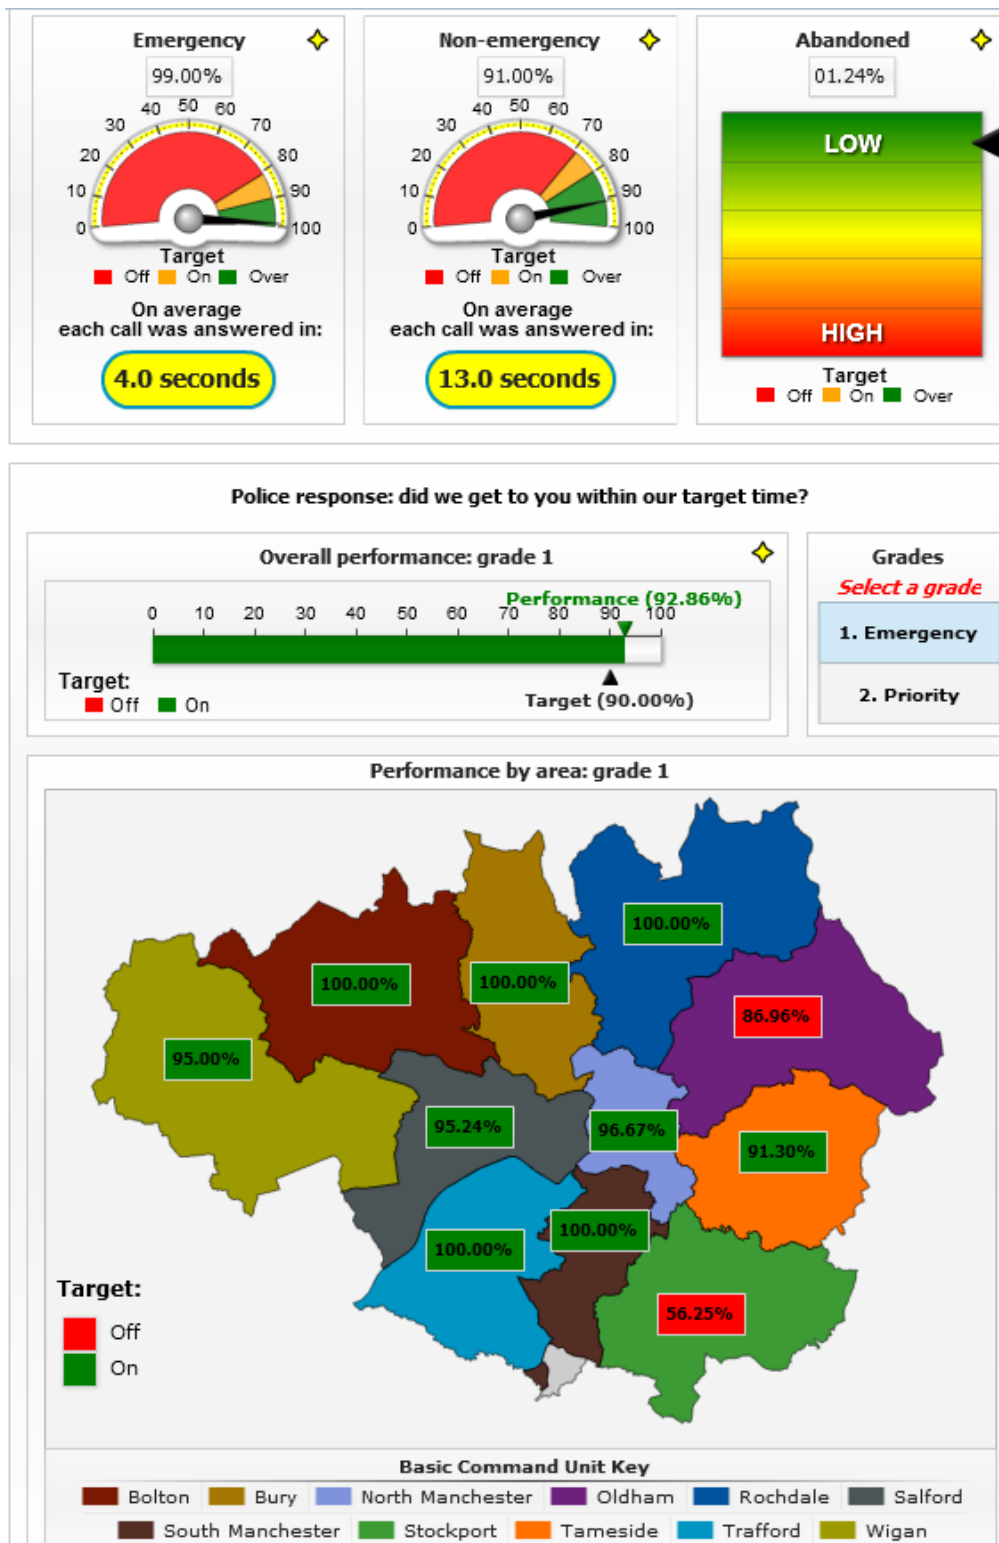 Emergency
99.00%
0 10 20 30 40 50 60 70 80 90 100
Target
Off On Over
On average
each call was answered in:
4.0 seconds
Non-emergency
91.00%
0 10 20 30 40 50 60 70 80 90 100
Target
Off On Over
On average
each call was answered in:
13.0 seconds
Abandoned
01.24%
LOW
HIGH
Target
Off On Over
Police response: did we get to you within our target time?
Overall performance: grade 1
Performance (92.86%)
0 10 20 30 40 50 60 70 80 90 100
Target:
Off On
Target (90.00%)
Grades
Select a grade
1. Emergency
2. Priority
Performance by area: grade 1
100.00%
100.00%
100.00%
86.96%
95.00%
95.24%
96.67%
91.30%
100.00%
100.00%
56.25%
Target:
Off
On
Basic Command Unit Key
Bolton Bury North Manchester Oldham Rochdale Salford
South Manchester Stockport Tameside Trafford Wigan